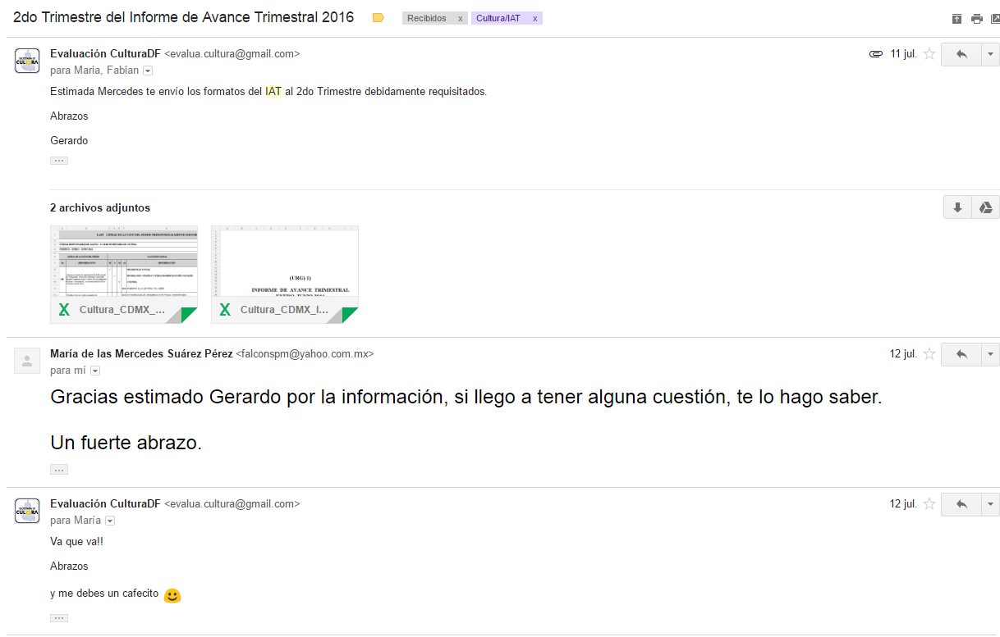 2do Trimestre del Informe de Avance Trimestral 2016
Recibidos x Cultura/IAT x
Evaluación CulturaDF <evalua.cultura@gmail.com>
11 jul.
para Maria, Fabian
Estimada Mercedes te envío los formatos del IAT al 2do Trimestre debidamente requisitados.
Abrazos
Gerardo
2 archivos adjuntos
(URG) 1)
INFORME DE AVANCE TRIMESTRAL
Cultura_CDMX_...
Cultura_CDMX_I...
María de las Mercedes Suárez Pérez <falconspm@yahoo.com.mx>
12 jul.
para mí
Gracias estimado Gerardo por la información, si llego a tener alguna cuestión, te lo hago saber.
Un fuerte abrazo.
Evaluación CulturaDF <evalua.cultura@gmail.com>
12 jul.
para María
Va que va!!
Abrazos
y me debes un cafecito